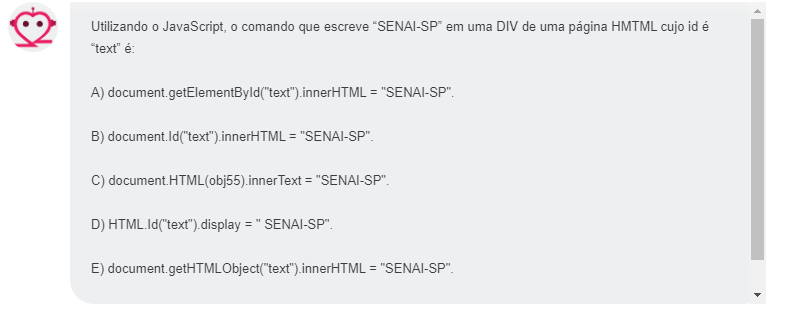 Utilizando o JavaScript, o comando que escreve “SENAI-SP” em uma DIV de uma página HMTML cujo id é
“text” é:
A) document.getElementById("text").innerHTML = "SENAI-SP".
B) document.Id("text").innerHTML = "SENAI-SP".
C) document.HTML(obj55).innerText = "SENAI-SP".
D) HTML.Id("text").display = " SENAI-SP".
E) document.getHTMLObject("text").innerHTML = "SENAI-SP".